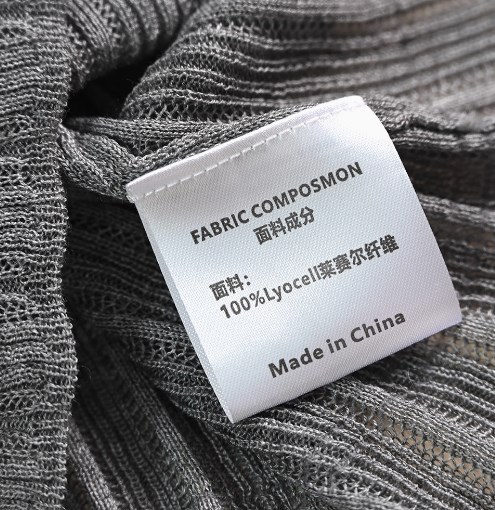 FABRIC COMPOSMON
面料成分
面料：
100%Lyocell莱赛尔纤维
Made in China